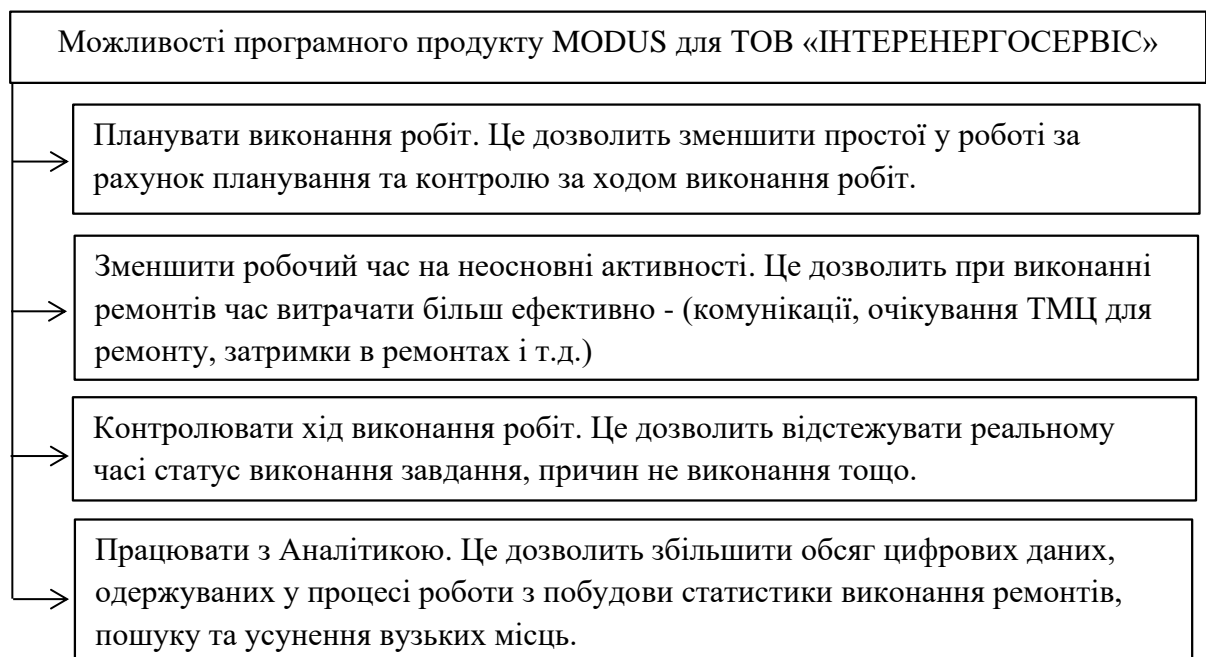 Можливості програмного продукту MODUS для ТОВ «ІНТЕРЕНЕРГОСЕРВІС»
Планувати виконання робіт. Це дозволить зменшити простої у роботі за
рахунок планування та контролю за ходом виконання робіт.
Зменшити робочий час на неосновні активності. Це дозволить при виконанні
ремонтів час витрачати більш ефективно - (комунікації, очікування ТМЦ для
ремонту, затримки в ремонтах і т.д.)
Контролювати хід виконання робіт. Це дозволить відстежувати реальному
часі статус виконання завдання, причин не виконання тощо.
Працювати з Аналітикою. Це дозволить збільшити обсяг цифрових даних,
одержуваних у процесі роботи з побудови статистики виконання ремонтів,
пошуку та усунення вузьких місць.